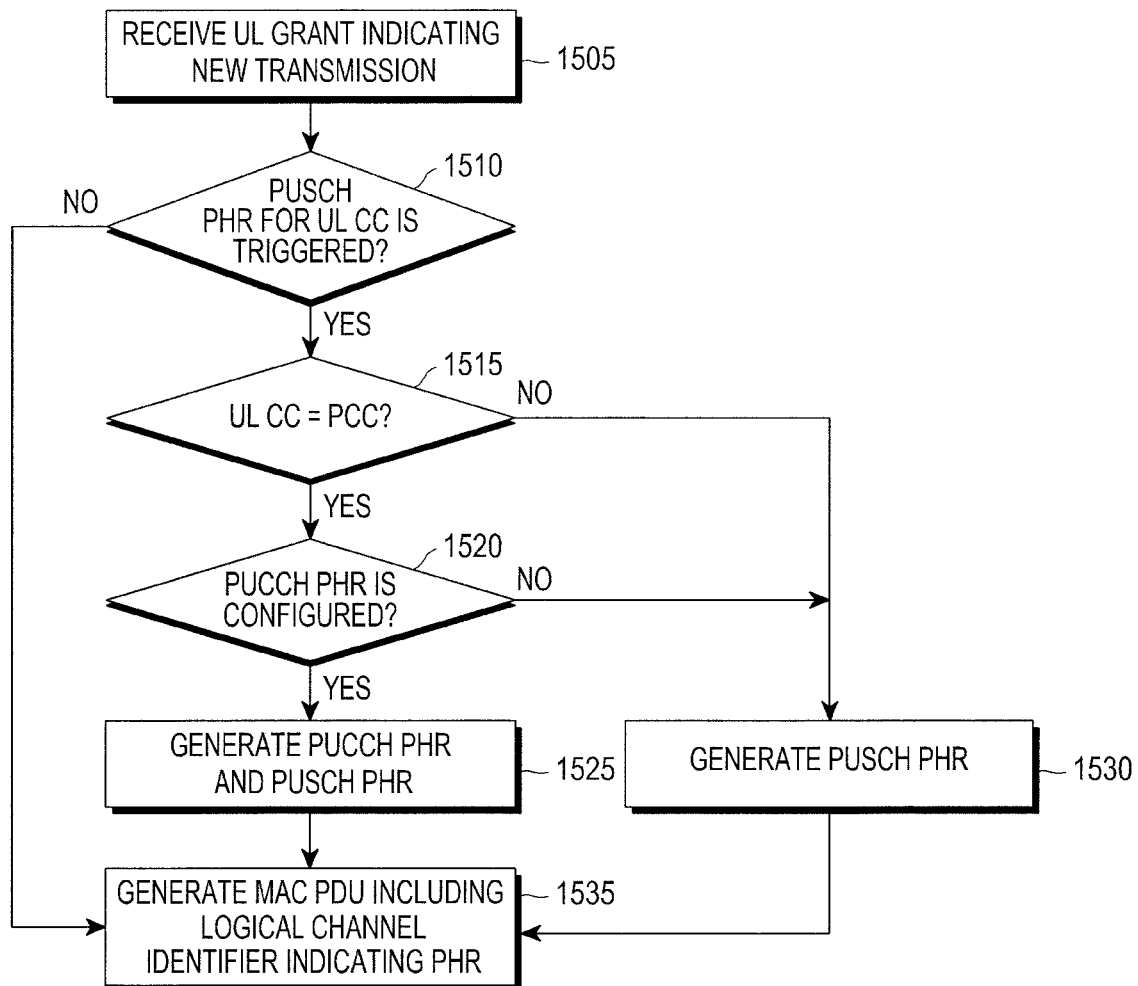 RECEIVE UL GRANT INDICATING
NEW TRANSMISSION
1505
1510
NO
PUSCH
PHR FOR UL CC IS
TRIGGERED?
YES
1515
NO
UL CC = PCC?
YES
1520
NO
PUCCH PHR IS
CONFIGURED?
YES
GENERATE PUCCH PHR
AND PUSCH PHR
1525
GENERATE PUSCH PHR
1530
GENERATE MAC PDU INCLUDING
LOGICAL CHANNEL
IDENTIFIER INDICATING PHR
1535